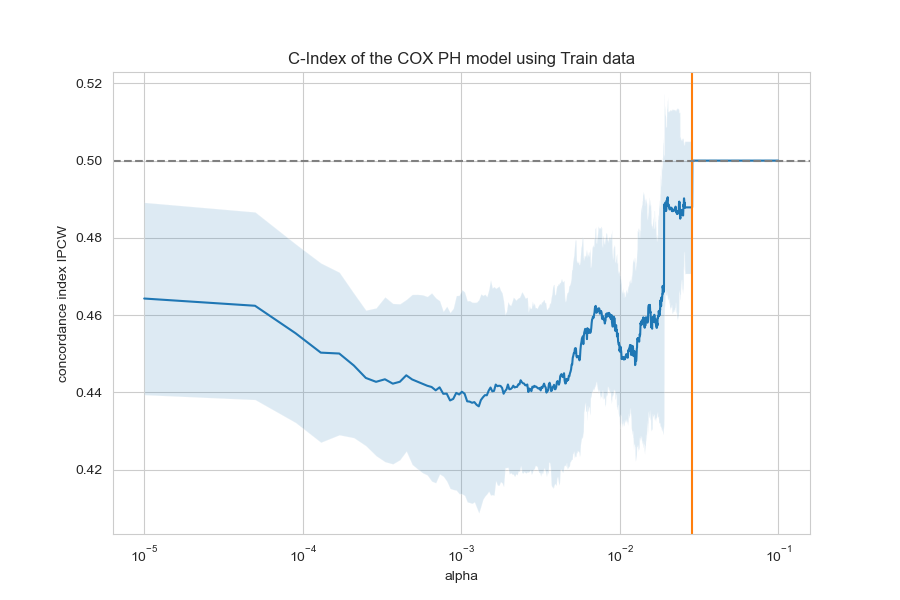 C-Index of the COX PH model using Train data
concordance index IPCW
0.52
0.50
0.48
0.46
0.44
0.42
10⁻⁵ 10⁻⁴ 10⁻³ 10⁻² 10⁻¹
alpha